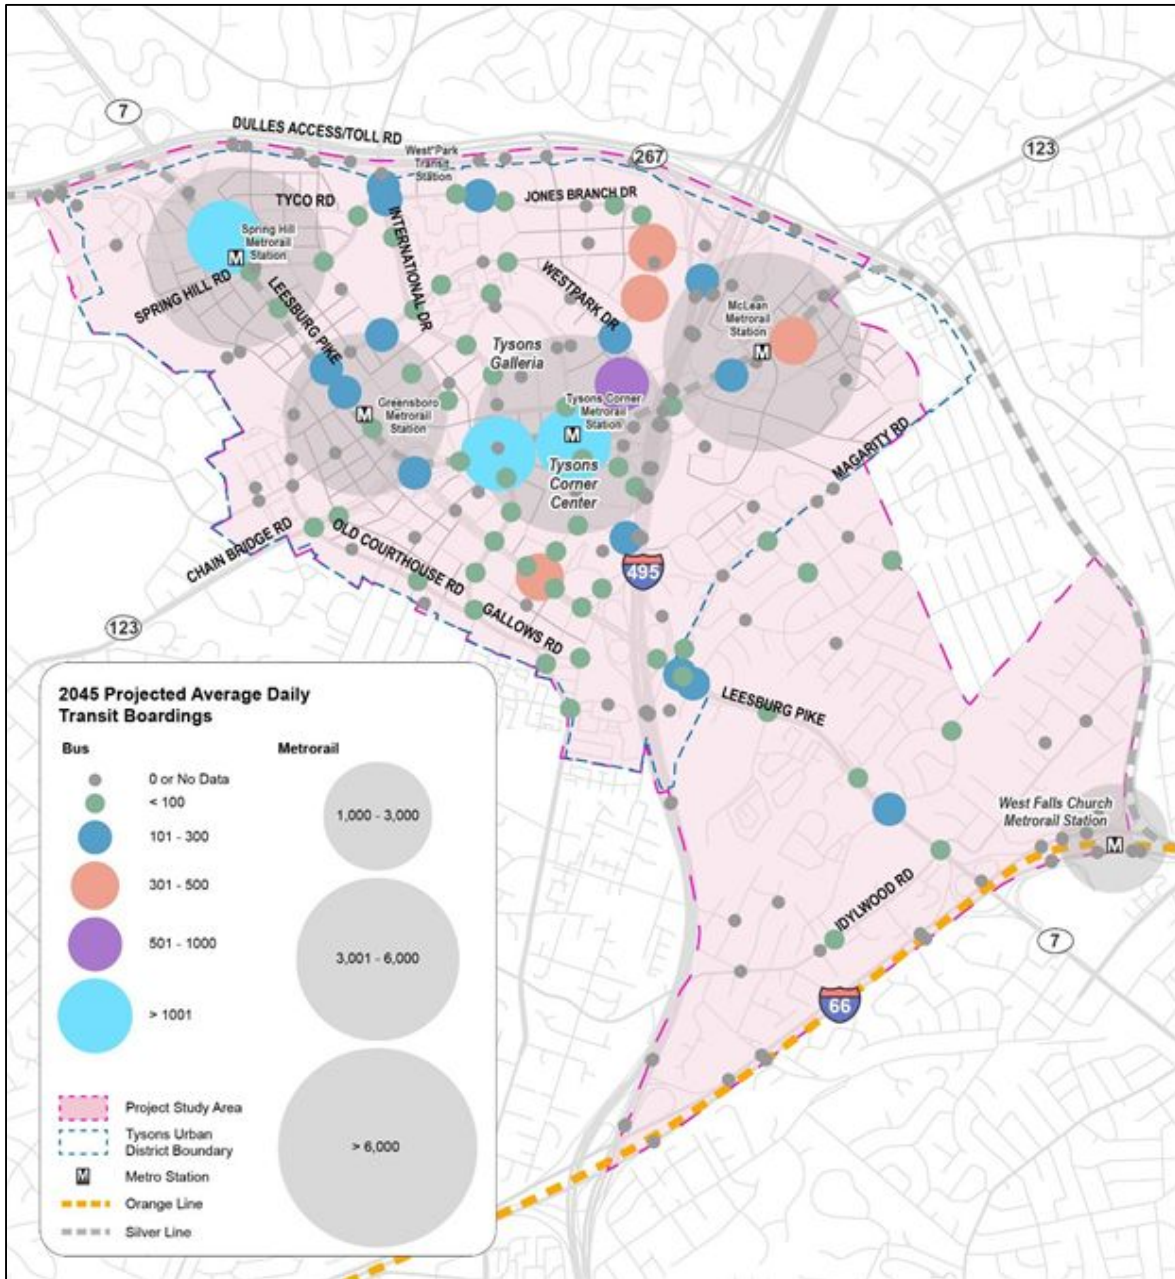 7
DULLES ACCESS/TOLL RD
West*Park
Transit
Station
267
123
TYCO RD
JONES BRANCH DR
INTERNATIONAL DR
Spring Hill
Metrorail
Station
M
SPRING HILL RD
LEESBURG PIKE
WESTPARK DR
McLean
Metrorail
Station
M
Tysons
Galleria
Greensboro
Metrorail
Station
M
Tysons Corner
Metrorail
Station
M
Tysons
Corner
Center
MAGARITY RD
CHAIN BRIDGE RD
OLD COURTHOUSE RD
495
GALLOWS RD
123
LEESBURG PIKE
West Falls Church
Metrorail Station
M
IDYLWOOD RD
7
66
2045 Projected Average Daily
Transit Boardings
Bus
Metrorail
0 or No Data
< 100
101 - 300
301 - 500
501 - 1000
> 1001
1,000 - 3,000
3,001 - 6,000
> 6,000
Project Study Area
Tysons Urban
District Boundary
M
Metro Station
Orange Line
Silver Line